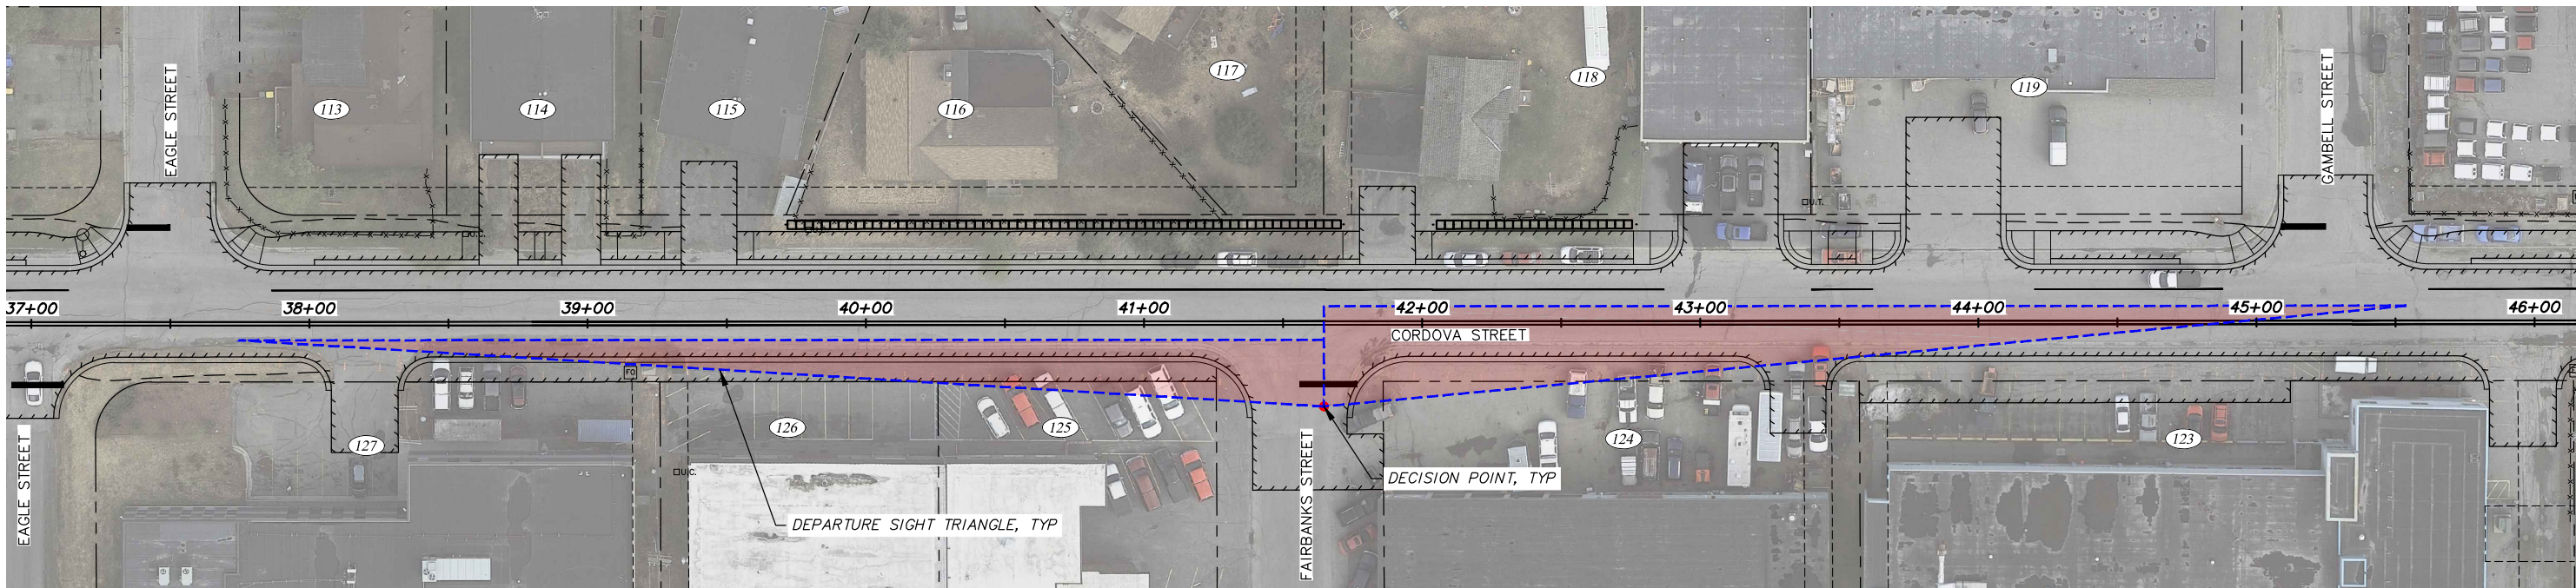 EAGLE STREET
113
114
115
116
117
118
119
GAMBELL STREET
U.T.
37+00
38+00
39+00
40+00
41+00
42+00
43+00
44+00
45+00
46+00
CORDOVA STREET
FO
127
126
125
124
123
U.C.
EAGLE STREET
FAIRBANKS STREET
DECISION POINT, TYP
DEPARTURE SIGHT TRIANGLE, TYP